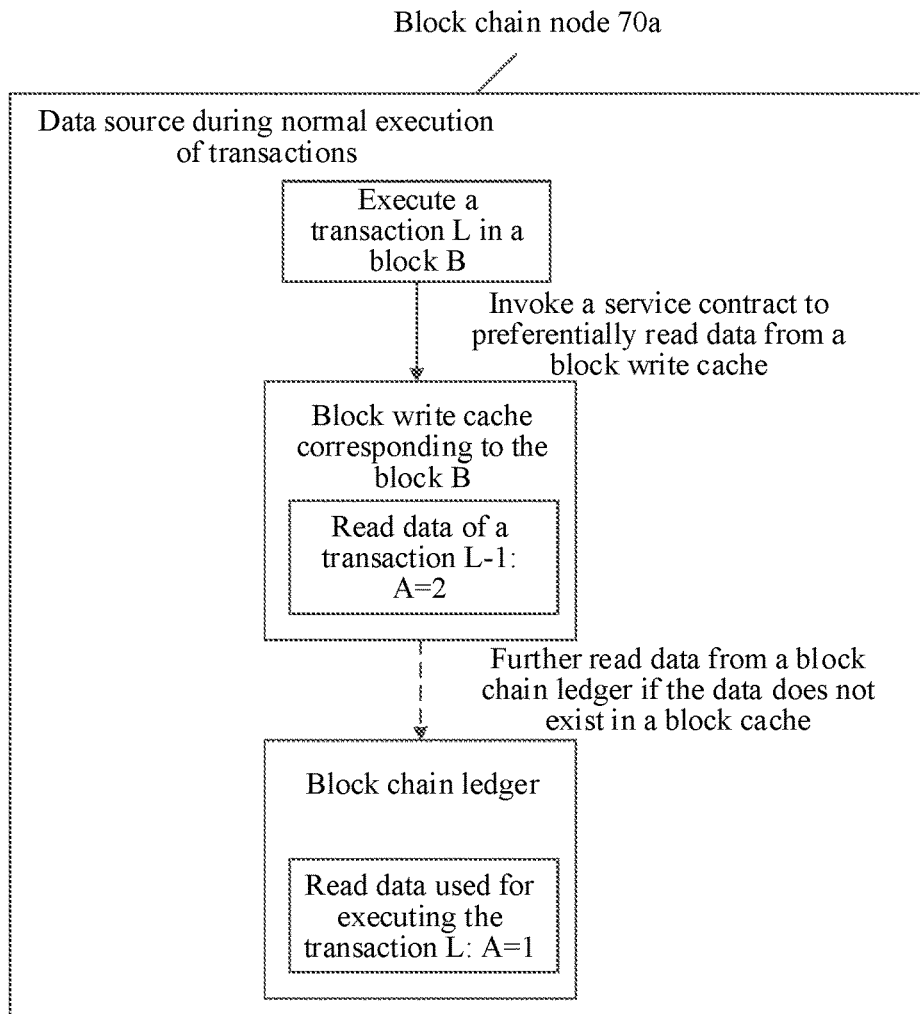 Block chain node 70a
Data source during normal execution
of transactions
Execute a
transaction L in a
block B
Invoke a service contract to
preferentially read data from a
block write cache
Block write cache
corresponding to the
block B
Read data of a
transaction L-1:
A=2
Further read data from a block
chain ledger if the data does not
exist in a block cache
Block chain ledger
Read data used for
executing the
transaction L: A=1